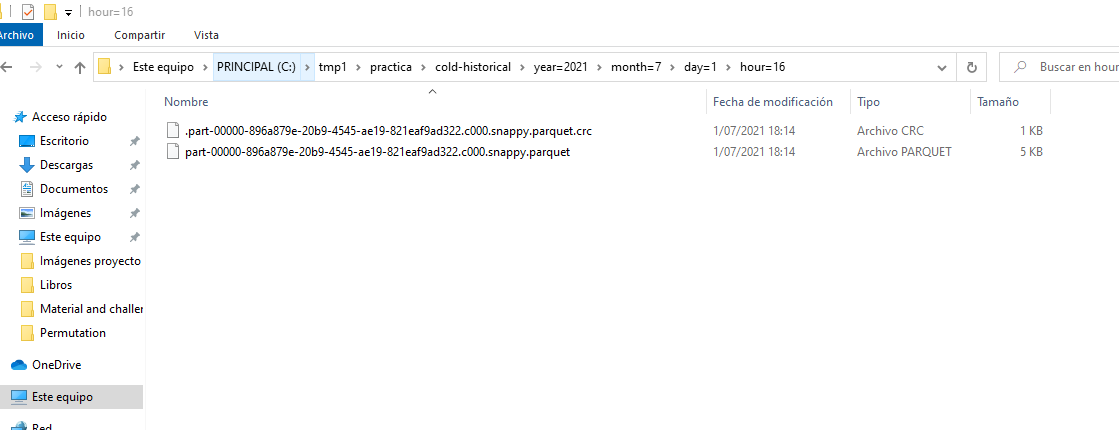 hour=16
Archivo Inicio Compartir Vista
Este equipo PRINCIPAL (C:) tmp1 practica cold-historical year=2021 month=7 day=1 hour=16 Buscar en hour
Nombre Fecha de modificación Tipo Tamaño
.part-00000-896a879e-20b9-4545-ae19-821eaf9ad322.c000.snappy.parquet.crc 1/07/2021 18:14 Archivo CRC 1 KB
part-00000-896a879e-20b9-4545-ae19-821eaf9ad322.c000.snappy.parquet 1/07/2021 18:14 Archivo PARQUET 5 KB
Acceso rápido
Escritorio
Descargas
Documentos
Imágenes
Este equipo
Imágenes proyecto
Libros
Material and challer
Permutation
OneDrive
Este equipo
Red